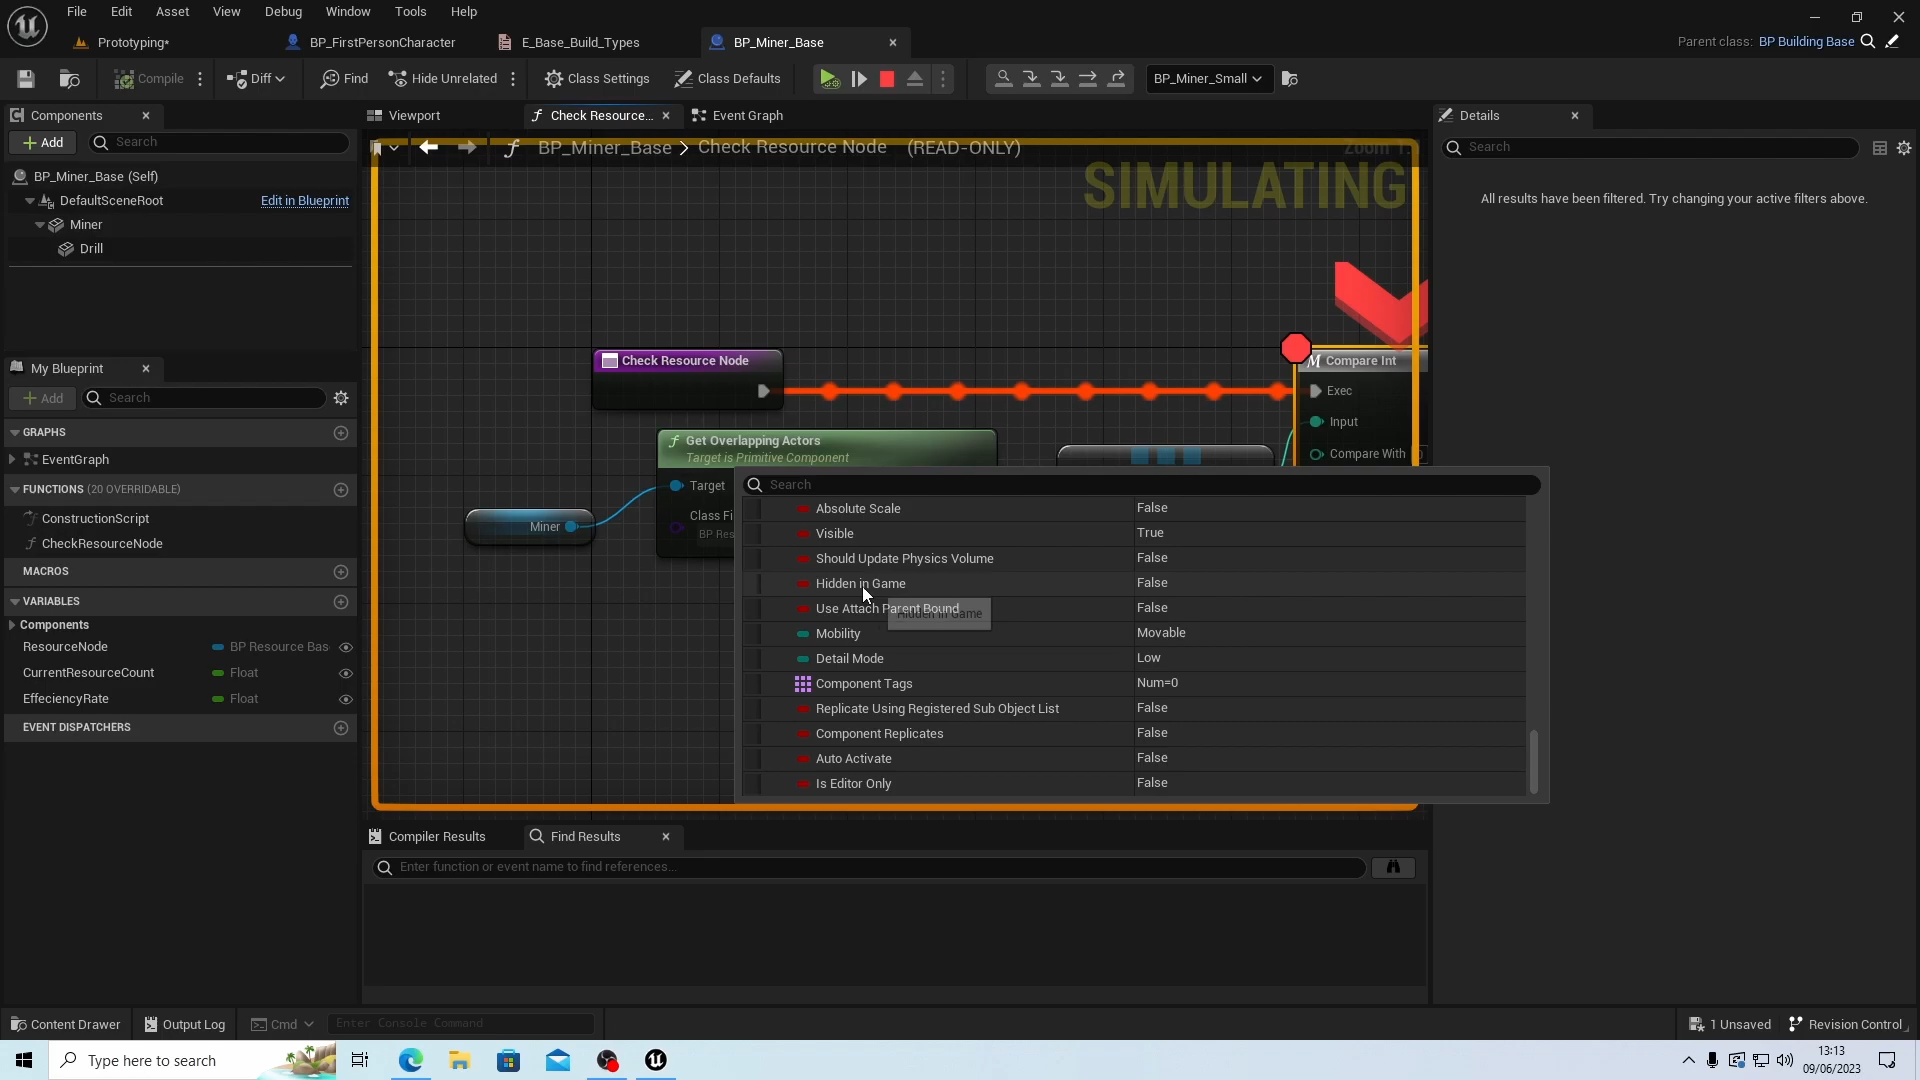 File Edit Asset View Debug Window Tools Help
Prototyping* BP_FirstPersonCharacter E_Base_Build_Types BP_Miner_Base
Parent class: BP Building Base
Compile Diff Find Hide Unrelated Class Settings Class Defaults BP_Miner_Small
Components Viewport Check Resource... Event Graph Details
Add Search
BP_Miner_Base > Check Resource Node (READ-ONLY) Zoom 1
Search
SIMULATING
BP_Miner_Base (Self)
DefaultSceneRoot Edit in Blueprint
All results have been filtered. Try changing your active filters above.
Miner
Drill
My Blueprint
Add Search
GRAPHS
EventGraph
FUNCTIONS (20 OVERRIDABLE)
ConstructionScript
CheckResourceNode
MACROS
VARIABLES
Components
ResourceNode BP Resource Bas
CurrentResourceCount Float
EffeciencyRate Float
EVENT DISPATCHERS
Check Resource Node
Compare Int
Exec
Input
Compare With
Get Overlapping Actors
Target is Primitive Component
Target
Class Fi
BP Res
Miner
Search
Absolute Scale False
Visible True
Should Update Physics Volume False
Hidden in Game False
Use Attach Parent Bound False
Hidden in Game
Mobility Movable
Detail Mode Low
Component Tags Num=0
Replicate Using Registered Sub Object List False
Component Replicates False
Auto Activate False
Is Editor Only False
Compiler Results Find Results
Enter function or event name to find references...
Content Drawer Output Log Cmd Enter Console Command 1 Unsaved Revision Control
Type here to search
13:13
09/06/2023